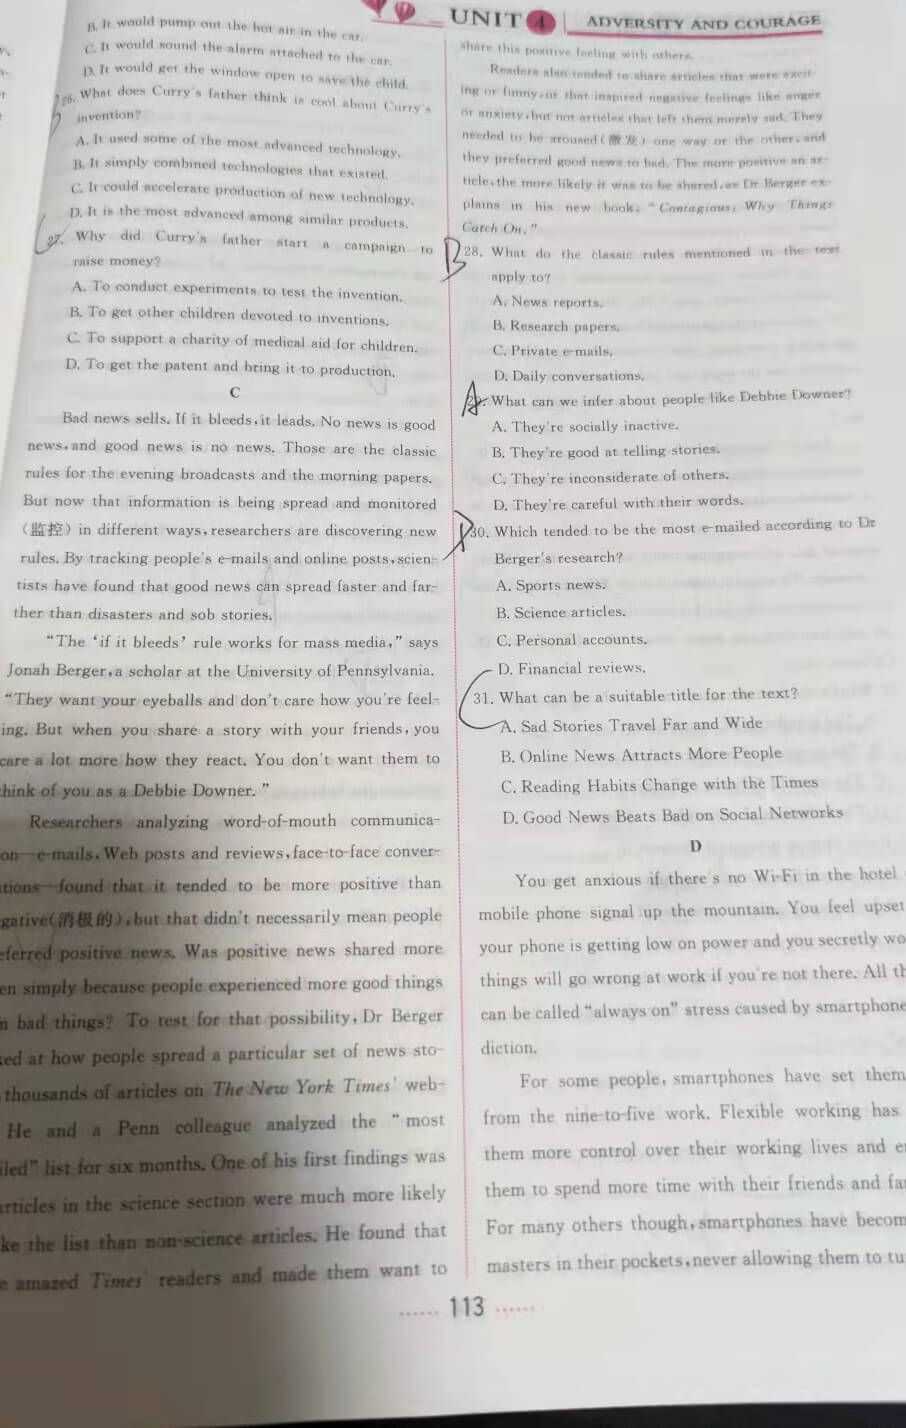 UNIT 4 ADVERSITY AND COURAGE
B. It would pump out the hot air in the car.
C. It would sound the alarm attached to the car.
D. It would get the window open to save the child.
26. What does Curry's father think is cool about Curry's
invention?
A. It used some of the most advanced technology.
B. It simply combined technologies that existed.
C. It could accelerate production of new technology.
D. It is the most advanced among similar products.
27. Why did Curry's father start a campaign to
raise money?
A. To conduct experiments to test the invention.
B. To get other children devoted to inventions.
C. To support a charity of medical aid for children.
D. To get the patent and bring it to production.
C
Bad news sells. If it bleeds, it leads. No news is good
news, and good news is no news. Those are the classic
rules for the evening broadcasts and the morning papers.
But now that information is being spread and monitored
(监控) in different ways, researchers are discovering new
rules. By tracking people's e-mails and online posts, scien-
tists have found that good news can spread faster and far-
ther than disasters and sob stories.
"The 'if it bleeds' rule works for mass media," says
Jonah Berger, a scholar at the University of Pennsylvania.
"They want your eyeballs and don't care how you're feel-
ing. But when you share a story with your friends, you
care a lot more how they react. You don't want them to
think of you as a Debbie Downer."
Researchers analyzing word-of-mouth communica-
on—e-mails, Web posts and reviews, face-to-face conver-
tions—found that it tended to be more positive than
gative(消极的), but that didn't necessarily mean people
eferred positive news. Was positive news shared more
en simply because people experienced more good things
n bad things? To test for that possibility, Dr Berger
ked at how people spread a particular set of news sto-
thousands of articles on The New York Times' web-
He and a Penn colleague analyzed the "most
iled" list for six months. One of his first findings was
articles in the science section were much more likely
ke the list than non-science articles. He found that
e amazed Times' readers and made them want to
share this positive feeling with others.
Readers also tended to share articles that were excit-
ing or funny, or that inspired negative feelings like anger
or anxiety, but not articles that left them merely sad. They
needed to be aroused(激发) one way or the other, and
they preferred good news to bad. The more positive an ar-
ticle, the more likely it was to be shared, as Dr Berger ex-
plains in his new book, "Contagious: Why Things
Catch On."
B
28. What do the classic rules mentioned in the text
apply to?
A. News reports.
B. Research papers.
C. Private e-mails.
D. Daily conversations.
A
29. What can we infer about people like Debbie Downer?
A. They're socially inactive.
B. They're good at telling stories.
C. They're inconsiderate of others.
D. They're careful with their words.
30. Which tended to be the most e-mailed according to Dr
Berger's research?
A. Sports news.
B. Science articles.
C. Personal accounts.
D. Financial reviews.
31. What can be a suitable title for the text?
A. Sad Stories Travel Far and Wide
B. Online News Attracts More People
C. Reading Habits Change with the Times
D. Good News Beats Bad on Social Networks
D
You get anxious if there's no Wi-Fi in the hotel
mobile phone signal up the mountain. You feel upset
your phone is getting low on power and you secretly wo
things will go wrong at work if you're not there. All th
can be called "always on" stress caused by smartphone
diction.
For some people, smartphones have set them
from the nine-to-five work. Flexible working has
them more control over their working lives and e
them to spend more time with their friends and fa
For many others though, smartphones have becom
masters in their pockets, never allowing them to tu
113